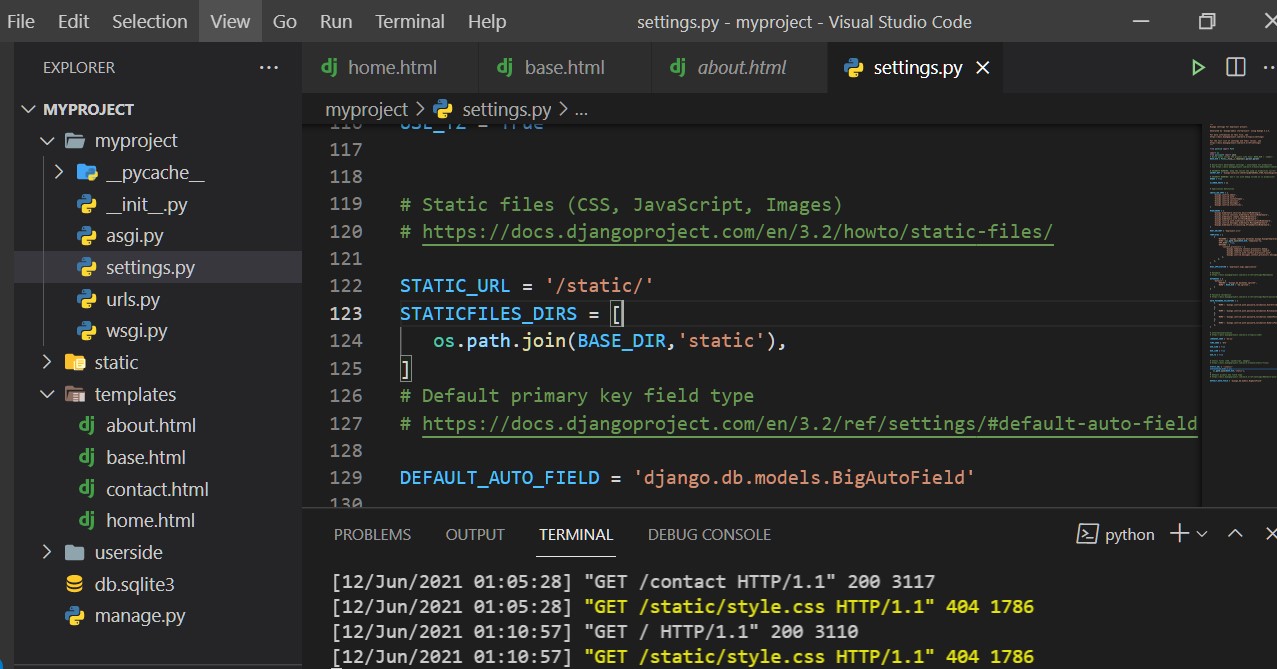 File Edit Selection View Go Run Terminal Help settings.py - myproject - Visual Studio Code
EXPLORER ...
home.html base.html about.html settings.py
myproject > settings.py > ...
MYPROJECT
myproject
__pycache__
__init__.py
asgi.py
settings.py
urls.py
wsgi.py
static
templates
about.html
base.html
contact.html
home.html
userside
db.sqlite3
manage.py
116 USE_TZ = True
117
118
119 # Static files (CSS, JavaScript, Images)
120 # https://docs.djangoproject.com/en/3.2/howto/static-files/
121
122 STATIC_URL = '/static/'
123 STATICFILES_DIRS = [
124 os.path.join(BASE_DIR,'static'),
125 ]
126 # Default primary key field type
127 # https://docs.djangoproject.com/en/3.2/ref/settings/#default-auto-field
128
129 DEFAULT_AUTO_FIELD = 'django.db.models.BigAutoField'
130
PROBLEMS OUTPUT TERMINAL DEBUG CONSOLE python
[12/Jun/2021 01:05:28] "GET /contact HTTP/1.1" 200 3117
[12/Jun/2021 01:05:28] "GET /static/style.css HTTP/1.1" 404 1786
[12/Jun/2021 01:10:57] "GET / HTTP/1.1" 200 3110
[12/Jun/2021 01:10:57] "GET /static/style.css HTTP/1.1" 404 1786